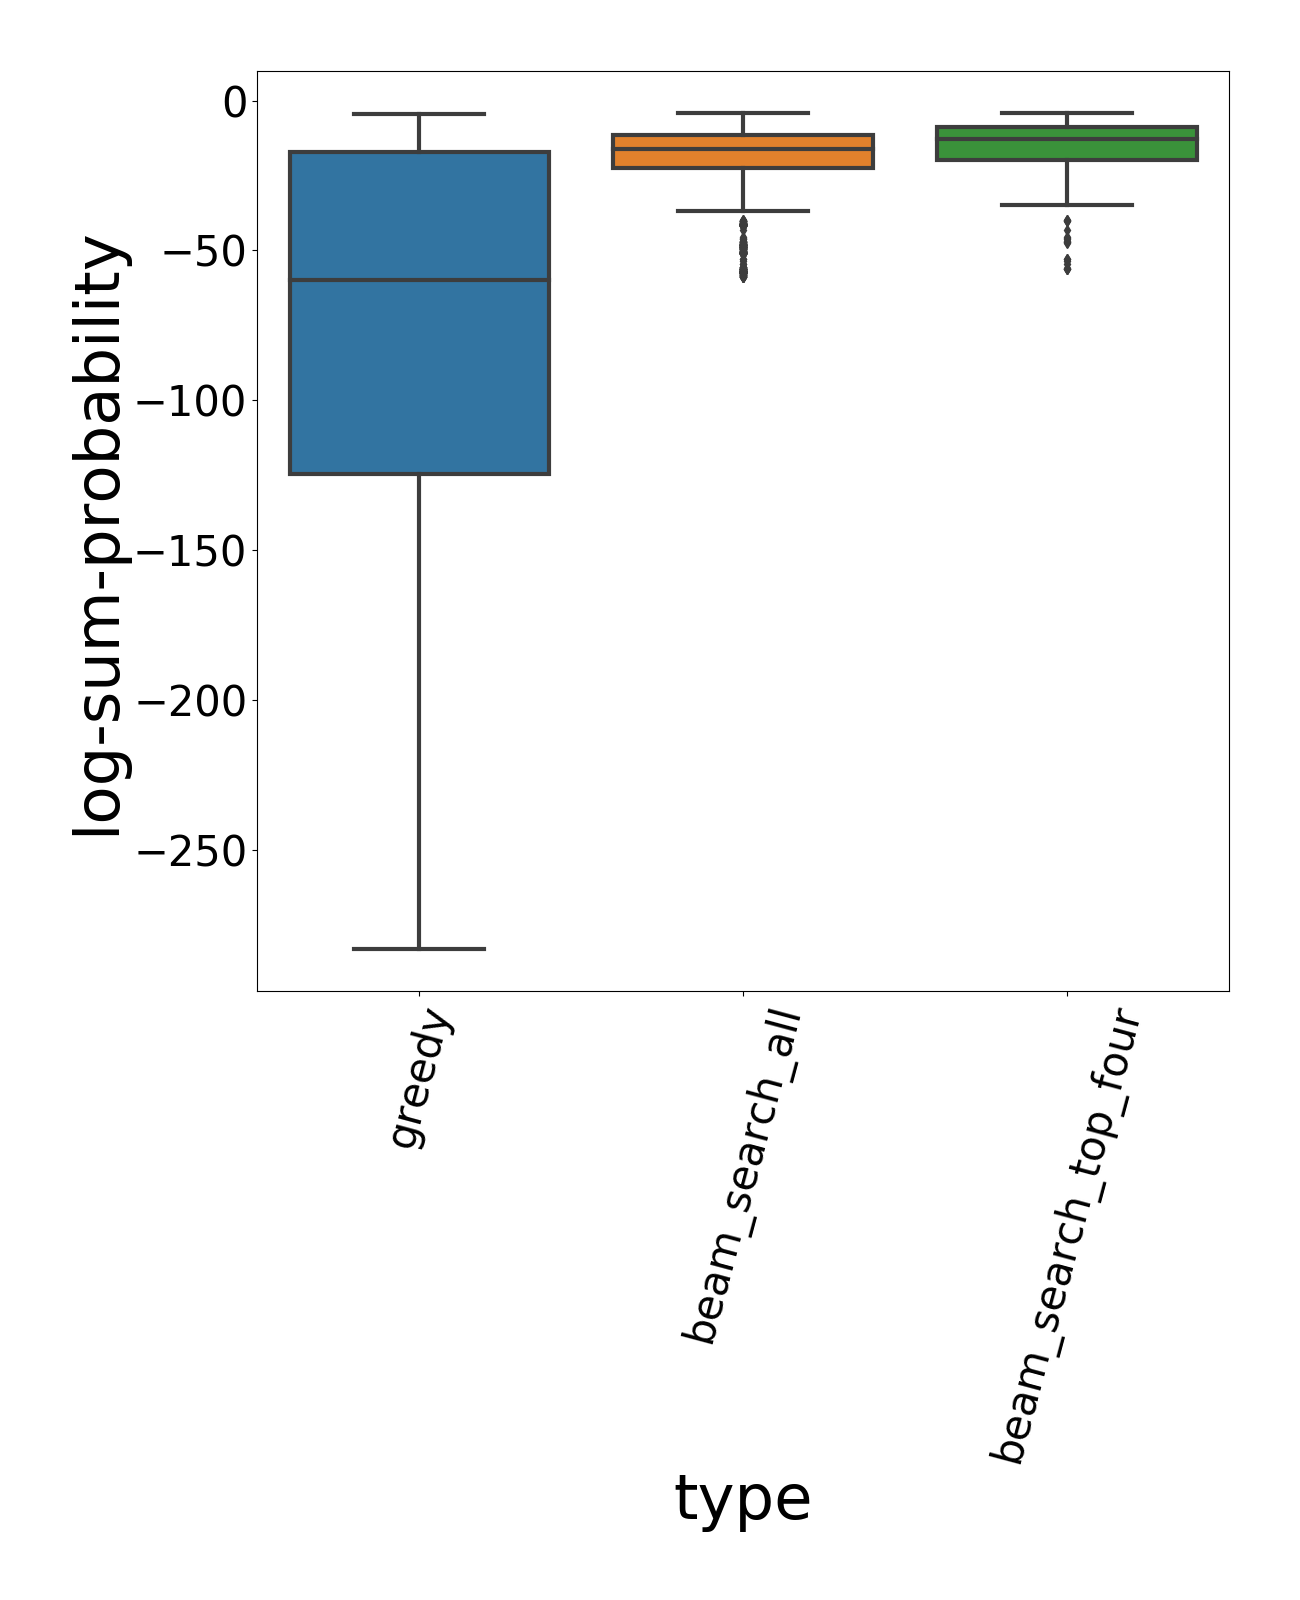 log-sum-probability
0
−50
−100
−150
−200
−250
greedy
beam_search_all
beam_search_top_four
type